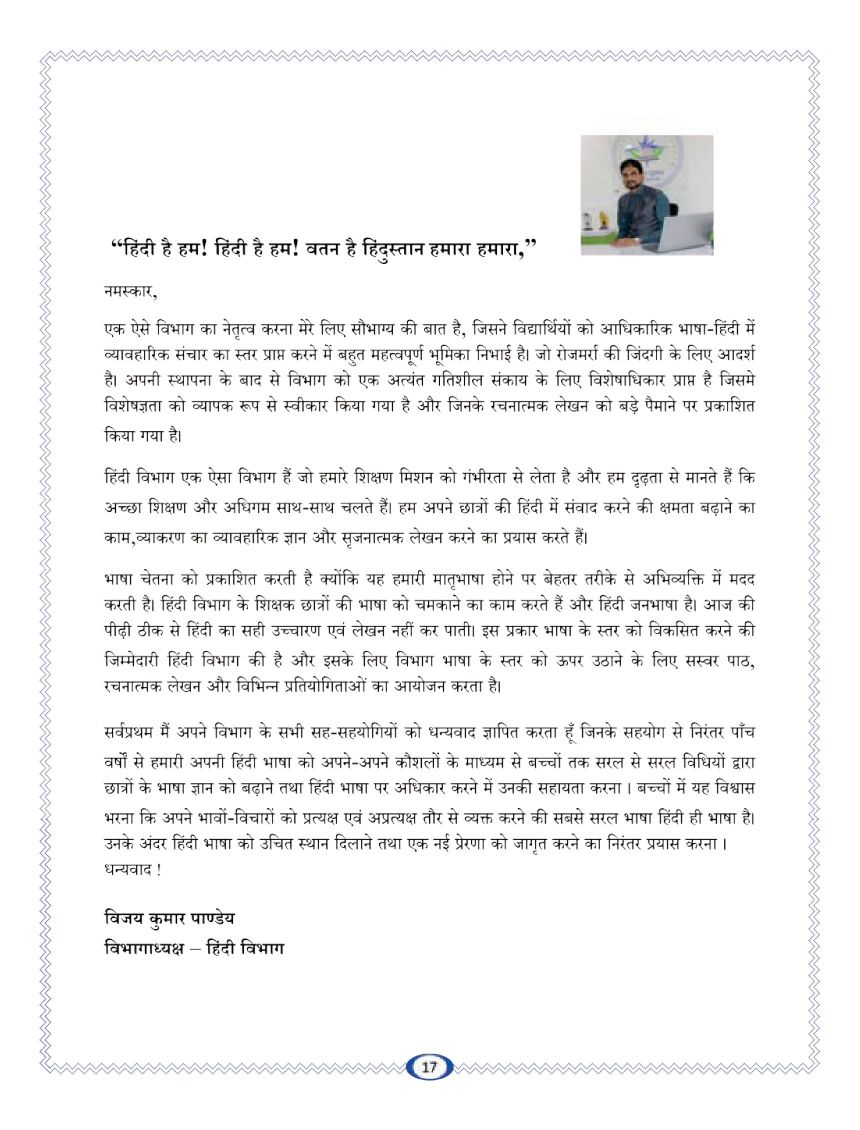 “हिंदी है हम! हिंदी है हम! वतन है हिंदुस्तान हमारा हमारा,”
नमस्कार,
एक ऐसे विभाग का नेतृत्व करना मेरे लिए सौभाग्य की बात है, जिसने विद्यार्थियों को आधिकारिक भाषा-हिंदी में
व्यावहारिक संचार का स्तर प्राप्त करने में बहुत महत्वपूर्ण भूमिका निभाई है। जो रोजमर्रा की जिंदगी के लिए आदर्श
है। अपनी स्थापना के बाद से विभाग को एक अत्यंत गतिशील संकाय के लिए विशेषाधिकार प्राप्त है जिसमे
विशेषज्ञता को व्यापक रूप से स्वीकार किया गया है और जिनके रचनात्मक लेखन को बड़े पैमाने पर प्रकाशित
किया गया है।
हिंदी विभाग एक ऐसा विभाग हैं जो हमारे शिक्षण मिशन को गंभीरता से लेता है और हम दृढ़ता से मानते हैं कि
अच्छा शिक्षण और अधिगम साथ-साथ चलते हैं। हम अपने छात्रों की हिंदी में संवाद करने की क्षमता बढ़ाने का
काम,व्याकरण का व्यावहारिक ज्ञान और सृजनात्मक लेखन करने का प्रयास करते हैं।
भाषा चेतना को प्रकाशित करती है क्योंकि यह हमारी मातृभाषा होने पर बेहतर तरीके से अभिव्यक्ति में मदद
करती है। हिंदी विभाग के शिक्षक छात्रों की भाषा को चमकाने का काम करते हैं और हिंदी जनभाषा है। आज की
पीढ़ी ठीक से हिंदी का सही उच्चारण एवं लेखन नहीं कर पाती। इस प्रकार भाषा के स्तर को विकसित करने की
जिम्मेदारी हिंदी विभाग की है और इसके लिए विभाग भाषा के स्तर को ऊपर उठाने के लिए सस्वर पाठ,
रचनात्मक लेखन और विभिन्न प्रतियोगिताओं का आयोजन करता है।
सर्वप्रथम मैं अपने विभाग के सभी सह-सहयोगियों को धन्यवाद ज्ञापित करता हूँ जिनके सहयोग से निरंतर पाँच
वर्षों से हमारी अपनी हिंदी भाषा को अपने-अपने कौशलों के माध्यम से बच्चों तक सरल से सरल विधियों द्वारा
छात्रों के भाषा ज्ञान को बढ़ाने तथा हिंदी भाषा पर अधिकार करने में उनकी सहायता करना । बच्चों में यह विश्वास
भरना कि अपने भावों-विचारों को प्रत्यक्ष एवं अप्रत्यक्ष तौर से व्यक्त करने की सबसे सरल भाषा हिंदी ही भाषा है।
उनके अंदर हिंदी भाषा को उचित स्थान दिलाने तथा एक नई प्रेरणा को जागृत करने का निरंतर प्रयास करना ।
धन्यवाद !
विजय कुमार पाण्डेय
विभागाध्यक्ष – हिंदी विभाग
17